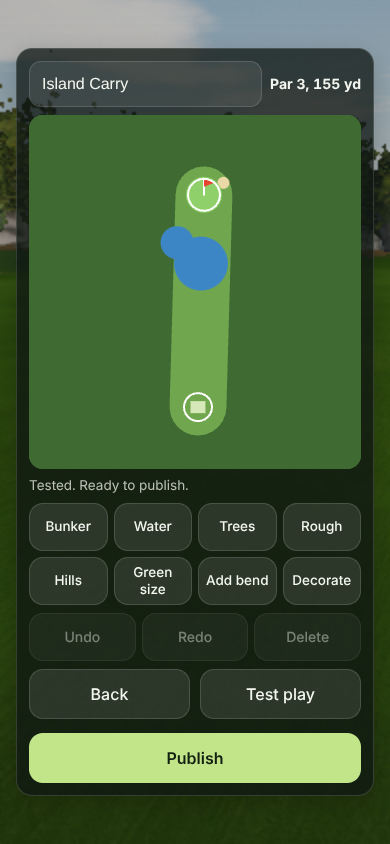 Island Carry
Par 3, 155 yd
Tested. Ready to publish.
Bunker
Water
Trees
Rough
Hills
Green
size
Add bend
Decorate
Undo
Redo
Delete
Back
Test play
Publish